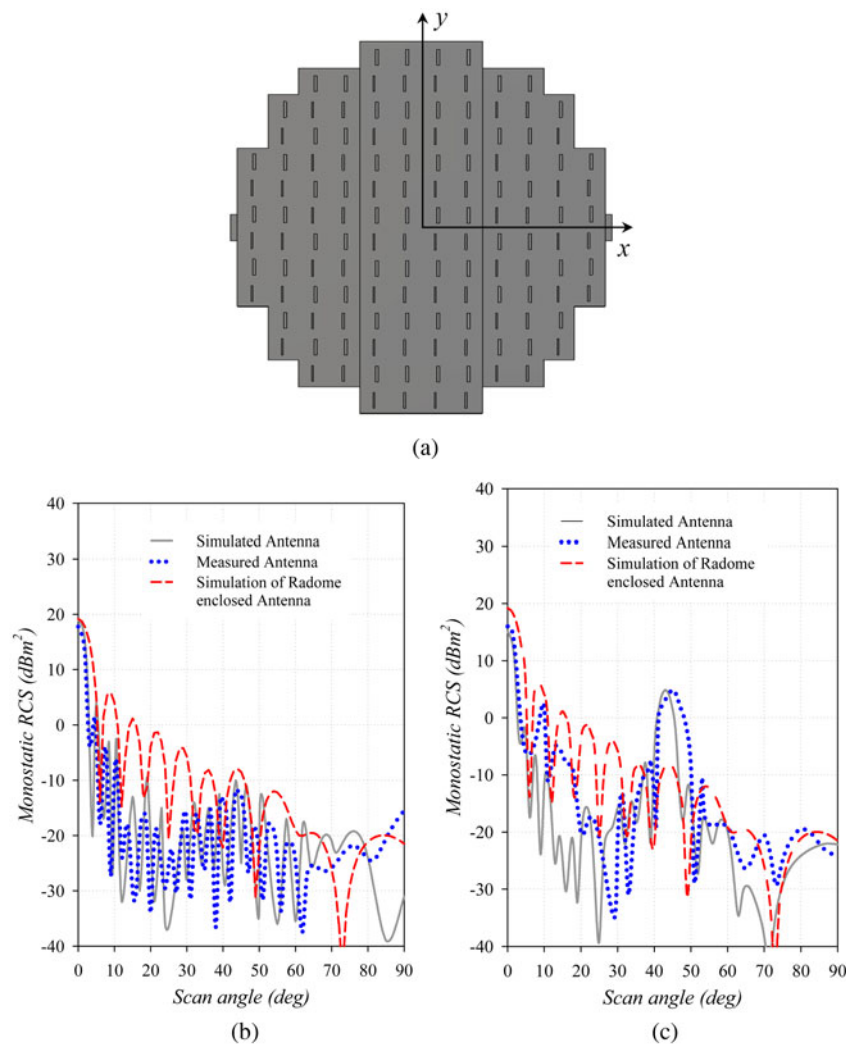 y
x
(a)
40
30
20
10
0
-10
-20
-30
-40
Monostatic RCS (dBm²)
Simulated Antenna
Measured Antenna
Simulation of Radome
enclosed Antenna
0 10 20 30 40 50 60 70 80 90
Scan angle (deg)
(b)
40
30
20
10
0
-10
-20
-30
-40
Monostatic RCS (dBm²)
Simulated Antenna
Measured Antenna
Simulation of Radome
enclosed Antenna
0 10 20 30 40 50 60 70 80 90
Scan angle (deg)
(c)